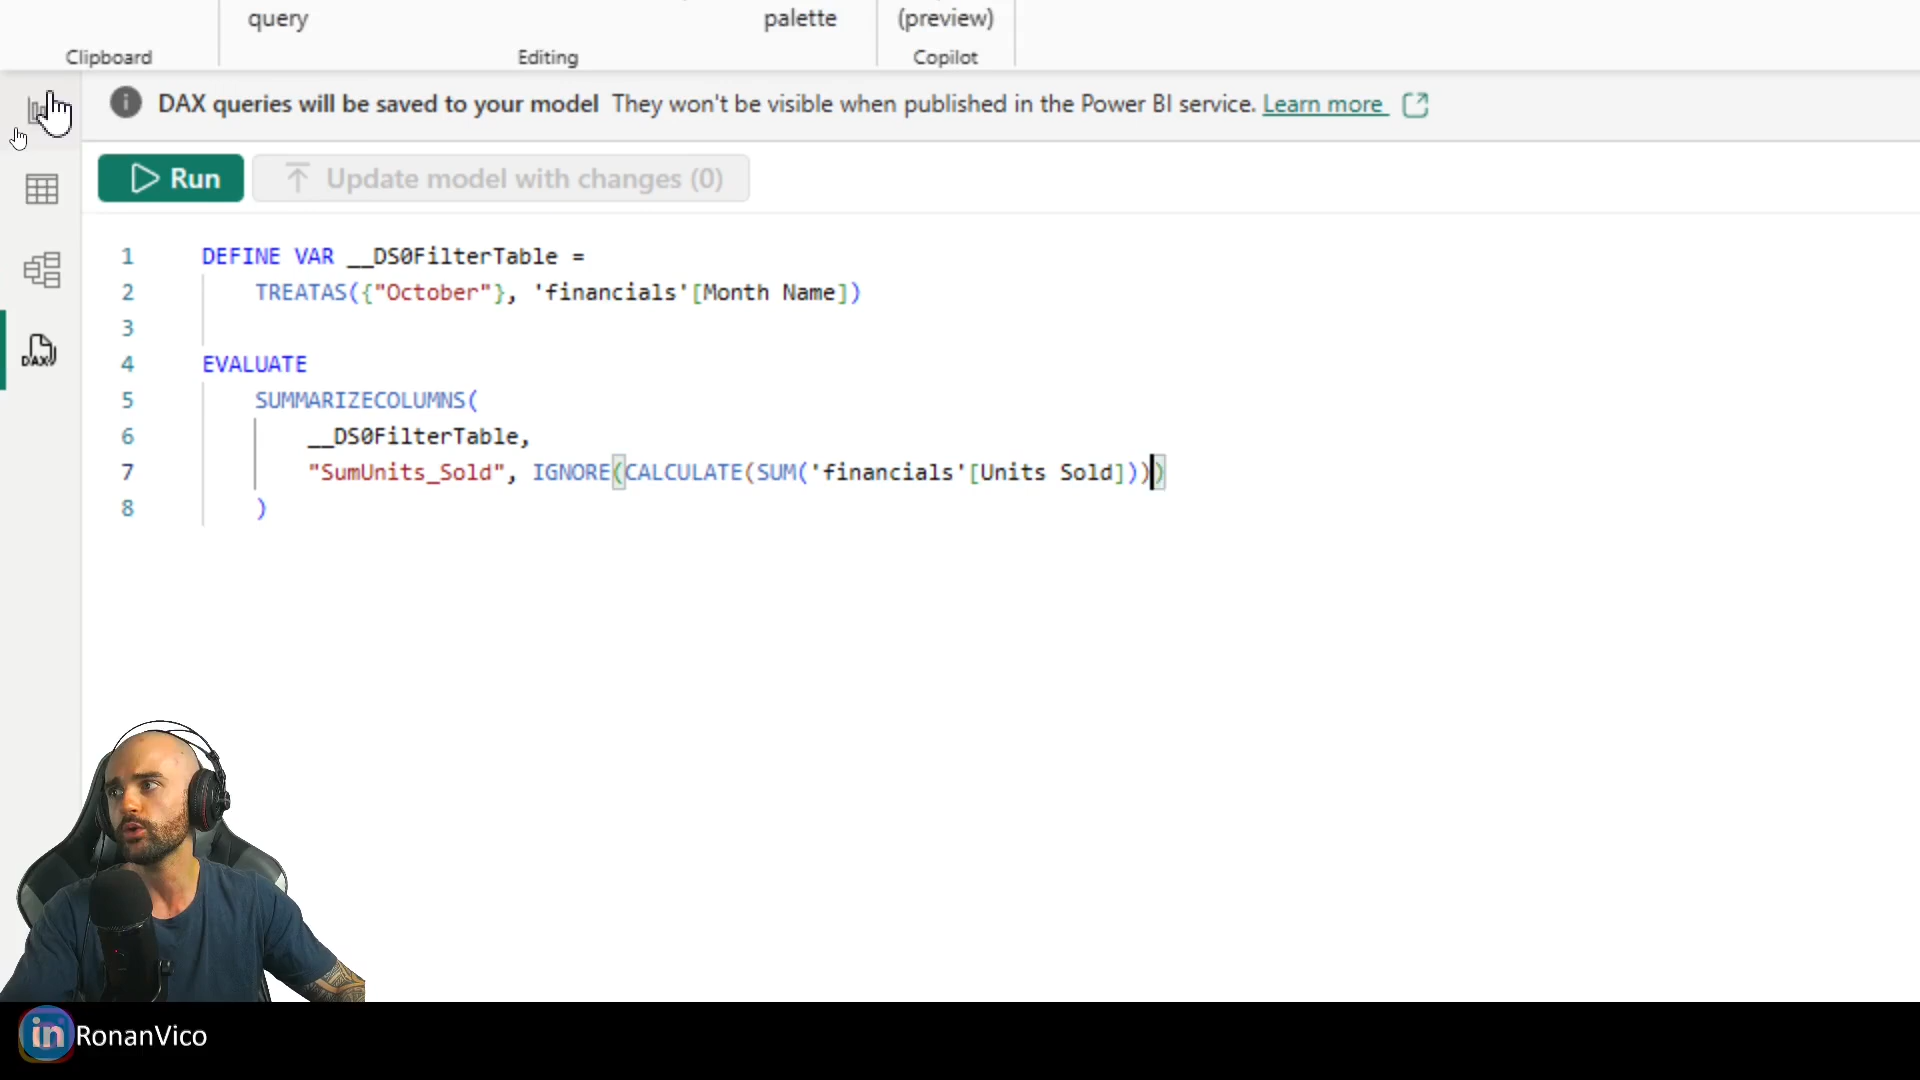 query
palette
(preview)
Clipboard
Editing
Copilot
DAX queries will be saved to your model They won't be visible when published in the Power BI service. Learn more
Run
Update model with changes (0)
DAX
1 DEFINE VAR __DS0FilterTable =
2 TREATAS({"October"}, 'financials'[Month Name])
3
4 EVALUATE
5 SUMMARIZECOLUMNS(
6 __DS0FilterTable,
7 "SumUnits_Sold", IGNORE(CALCULATE(SUM('financials'[Units Sold])))
8 )
in RonanVico